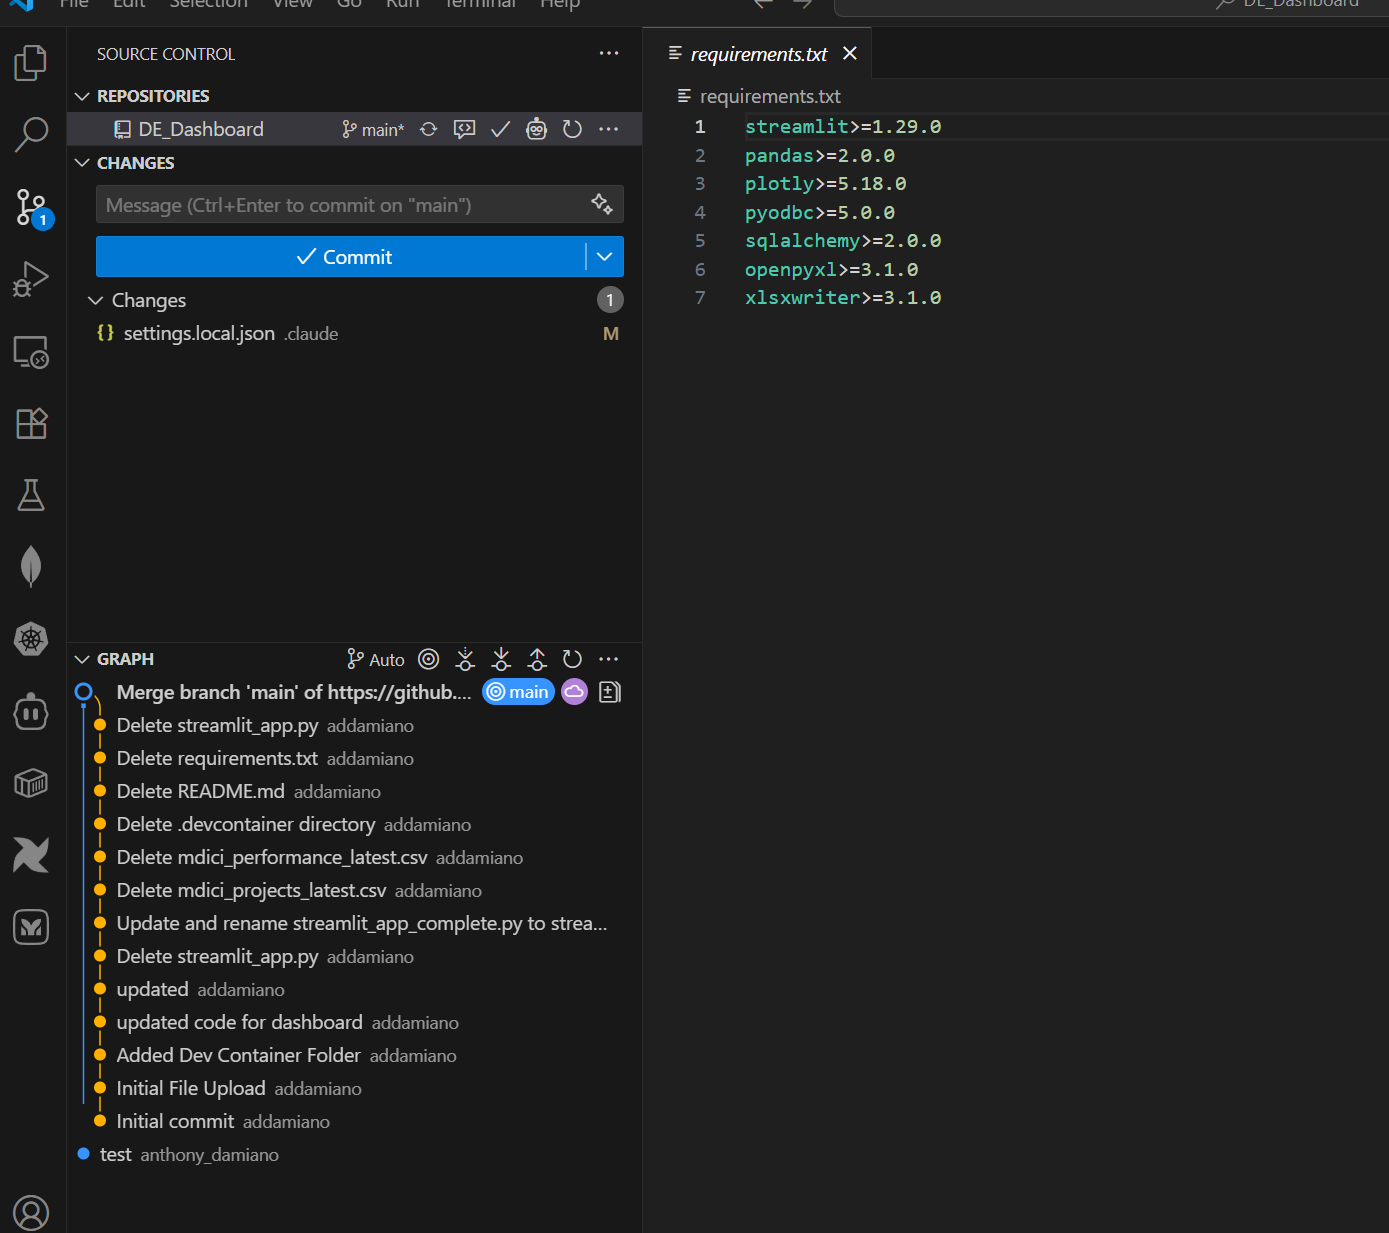 File Edit Selection View Go Run Terminal Help
DE_Dashboard
SOURCE CONTROL
REPOSITORIES
DE_Dashboard main*
CHANGES
Message (Ctrl+Enter to commit on "main")
Commit
Changes 1
settings.local.json .claude M
1
GRAPH Auto
Merge branch 'main' of https://github.... main
Delete streamlit_app.py addamiano
Delete requirements.txt addamiano
Delete README.md addamiano
Delete .devcontainer directory addamiano
Delete mdici_performance_latest.csv addamiano
Delete mdici_projects_latest.csv addamiano
Update and rename streamlit_app_complete.py to strea...
Delete streamlit_app.py addamiano
updated addamiano
updated code for dashboard addamiano
Added Dev Container Folder addamiano
Initial File Upload addamiano
Initial commit addamiano
test anthony_damiano
requirements.txt
requirements.txt
1 streamlit>=1.29.0
2 pandas>=2.0.0
3 plotly>=5.18.0
4 pyodbc>=5.0.0
5 sqlalchemy>=2.0.0
6 openpyxl>=3.1.0
7 xlsxwriter>=3.1.0